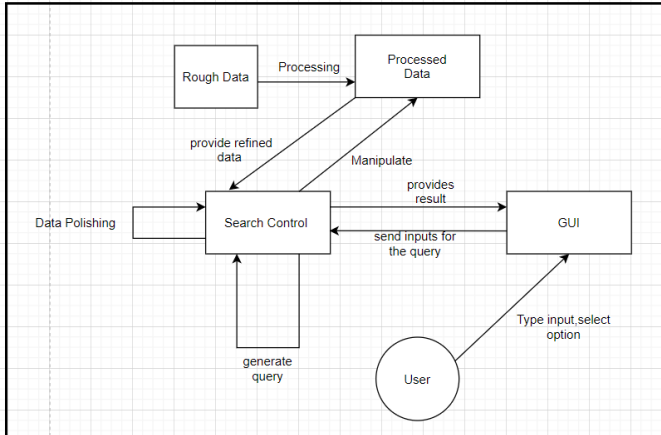 Rough Data
Processing
Processed
Data
provide refined
data
Manipulate
provides
result
Data Polishing
Search Control
GUI
send inputs for
the query
generate
query
Type input,select
option
User